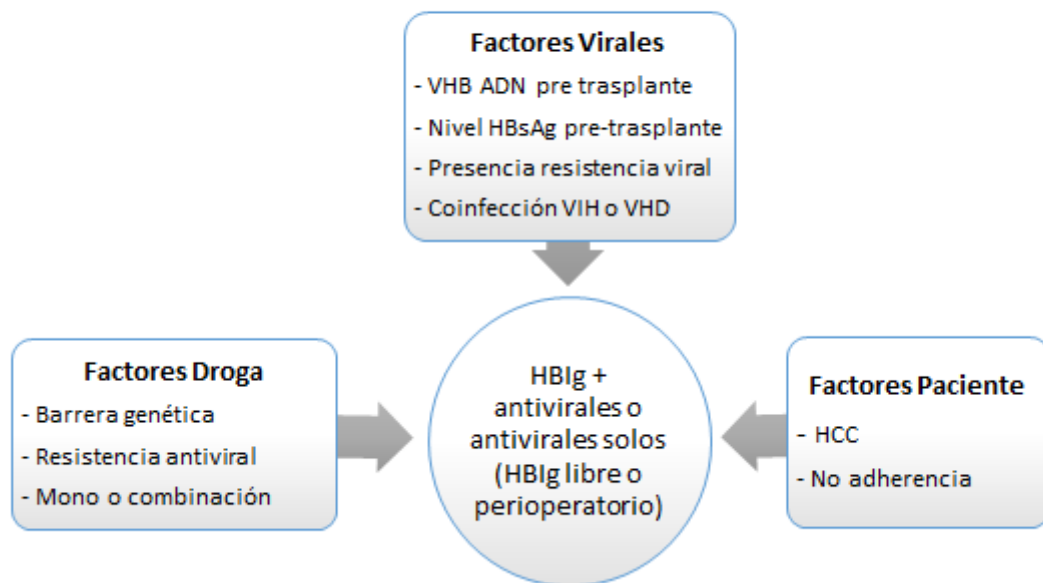 Factores Virales
- VHB ADN pre trasplante
- Nivel HBsAg pre-trasplante
- Presencia resistencia viral
- Coinfección VIH o VHD
Factores Droga
- Barrera genética
- Resistencia antiviral
- Mono o combinación
HBIg +
antivirales o
antivirales solos
(HBIg libre o
perioperatorio)
Factores Paciente
- HCC
- No adherencia